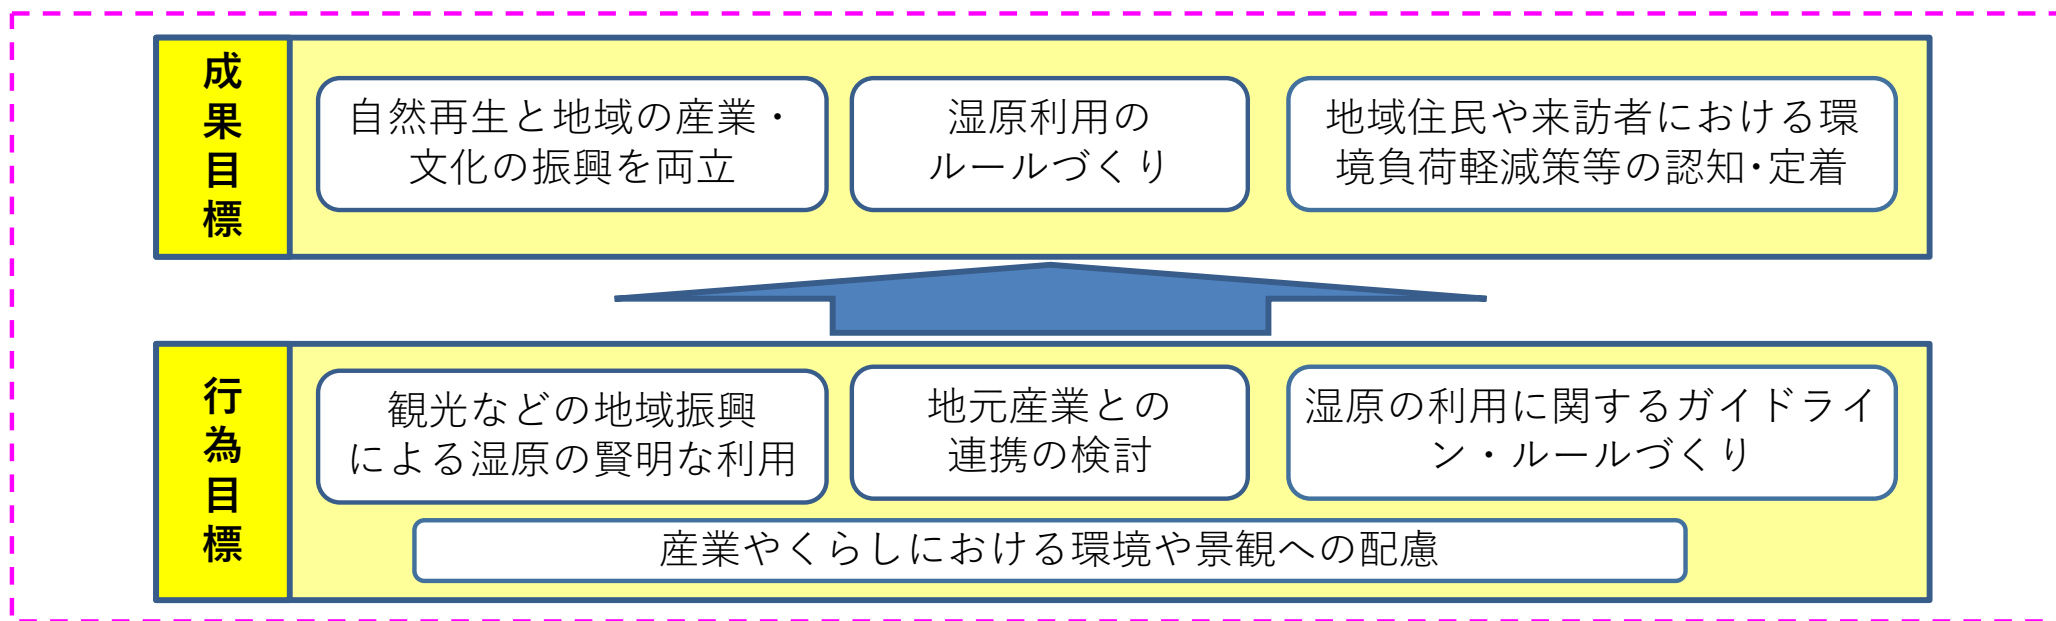 成果目標
自然再生と地域の産業・
文化の振興を両立
湿原利用の
ルールづくり
地域住民や来訪者における環
境負荷軽減策等の認知・定着
行為目標
観光などの地域振興
による湿原の賢明な利用
地元産業との
連携の検討
湿原の利用に関するガイドライ
ン・ルールづくり
産業やくらしにおける環境や景観への配慮